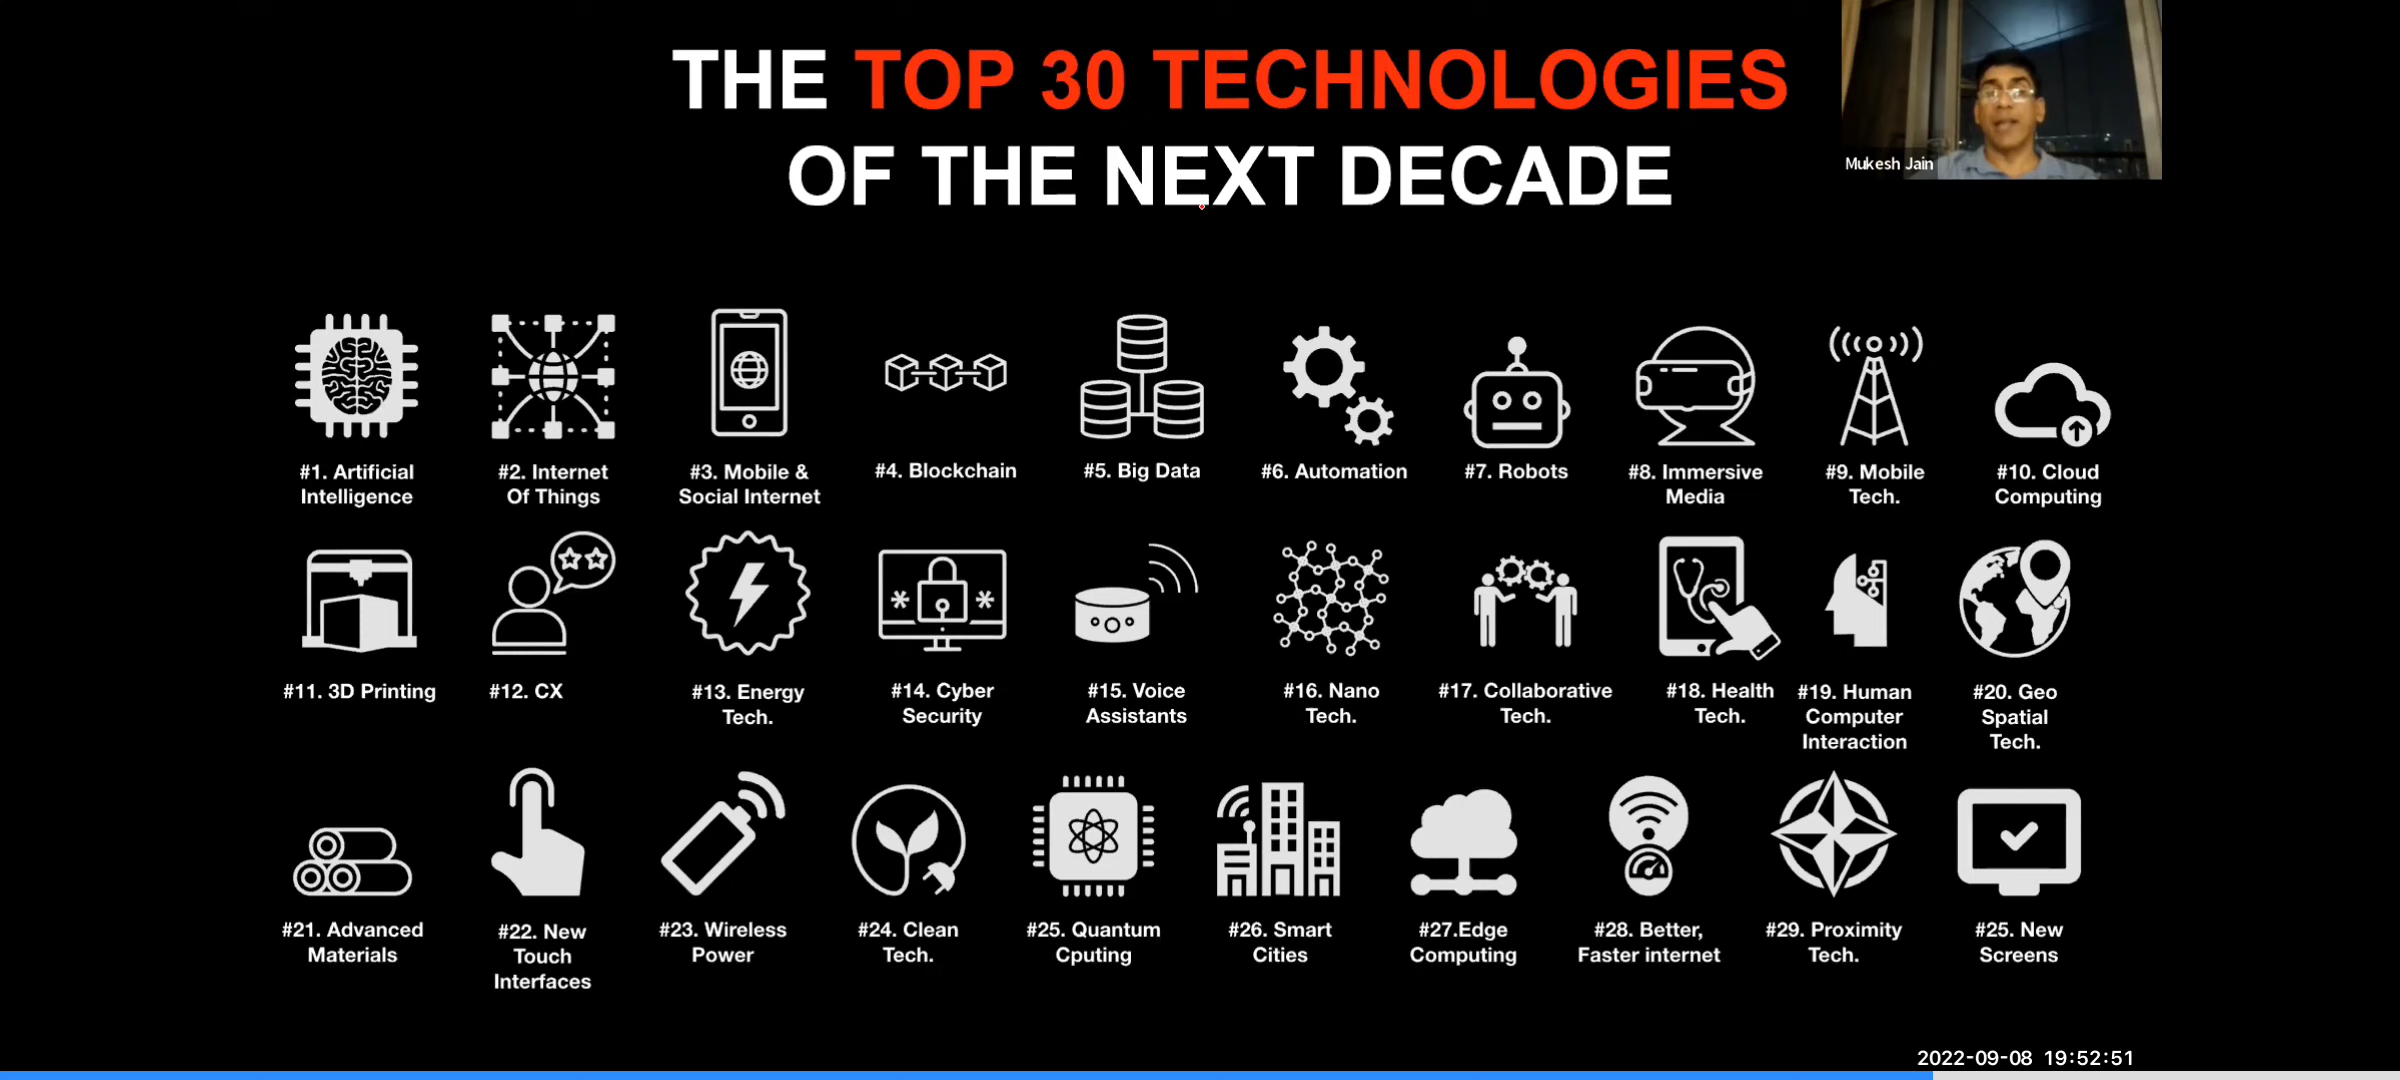 THE TOP 30 TECHNOLOGIES
OF THE NEXT DECADE
Mukesh Jain
#1. Artificial
Intelligence
#2. Internet
Of Things
#3. Mobile &
Social Internet
#4. Blockchain
#5. Big Data
#6. Automation
#7. Robots
#8. Immersive
Media
#9. Mobile
Tech.
#10. Cloud
Computing
#11. 3D Printing
#12. CX
#13. Energy
Tech.
#14. Cyber
Security
#15. Voice
Assistants
#16. Nano
Tech.
#17. Collaborative
Tech.
#18. Health
Tech.
#19. Human
Computer
Interaction
#20. Geo
Spatial
Tech.
#21. Advanced
Materials
#22. New
Touch
Interfaces
#23. Wireless
Power
#24. Clean
Tech.
#25. Quantum
Cputing
#26. Smart
Cities
#27.Edge
Computing
#28. Better,
Faster internet
#29. Proximity
Tech.
#25. New
Screens
2022-09-08 19:52:51